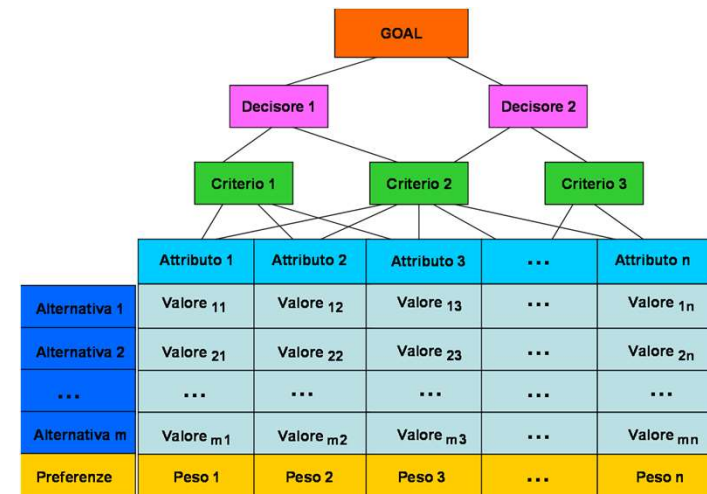 GOAL
Decisore 1 Decisore 2
Criterio 1 Criterio 2 Criterio 3
Attributo 1 Attributo 2 Attributo 3 ... Attributo n
Alternativa 1 Valore 11 Valore 12 Valore 13 ... Valore 1n
Alternativa 2 Valore 21 Valore 22 Valore 23 ... Valore 2n
... ... ... ... ... ...
Alternativa m Valore m1 Valore m2 Valore m3 ... Valore mn
Preferenze Peso 1 Peso 2 Peso 3 ... Peso n